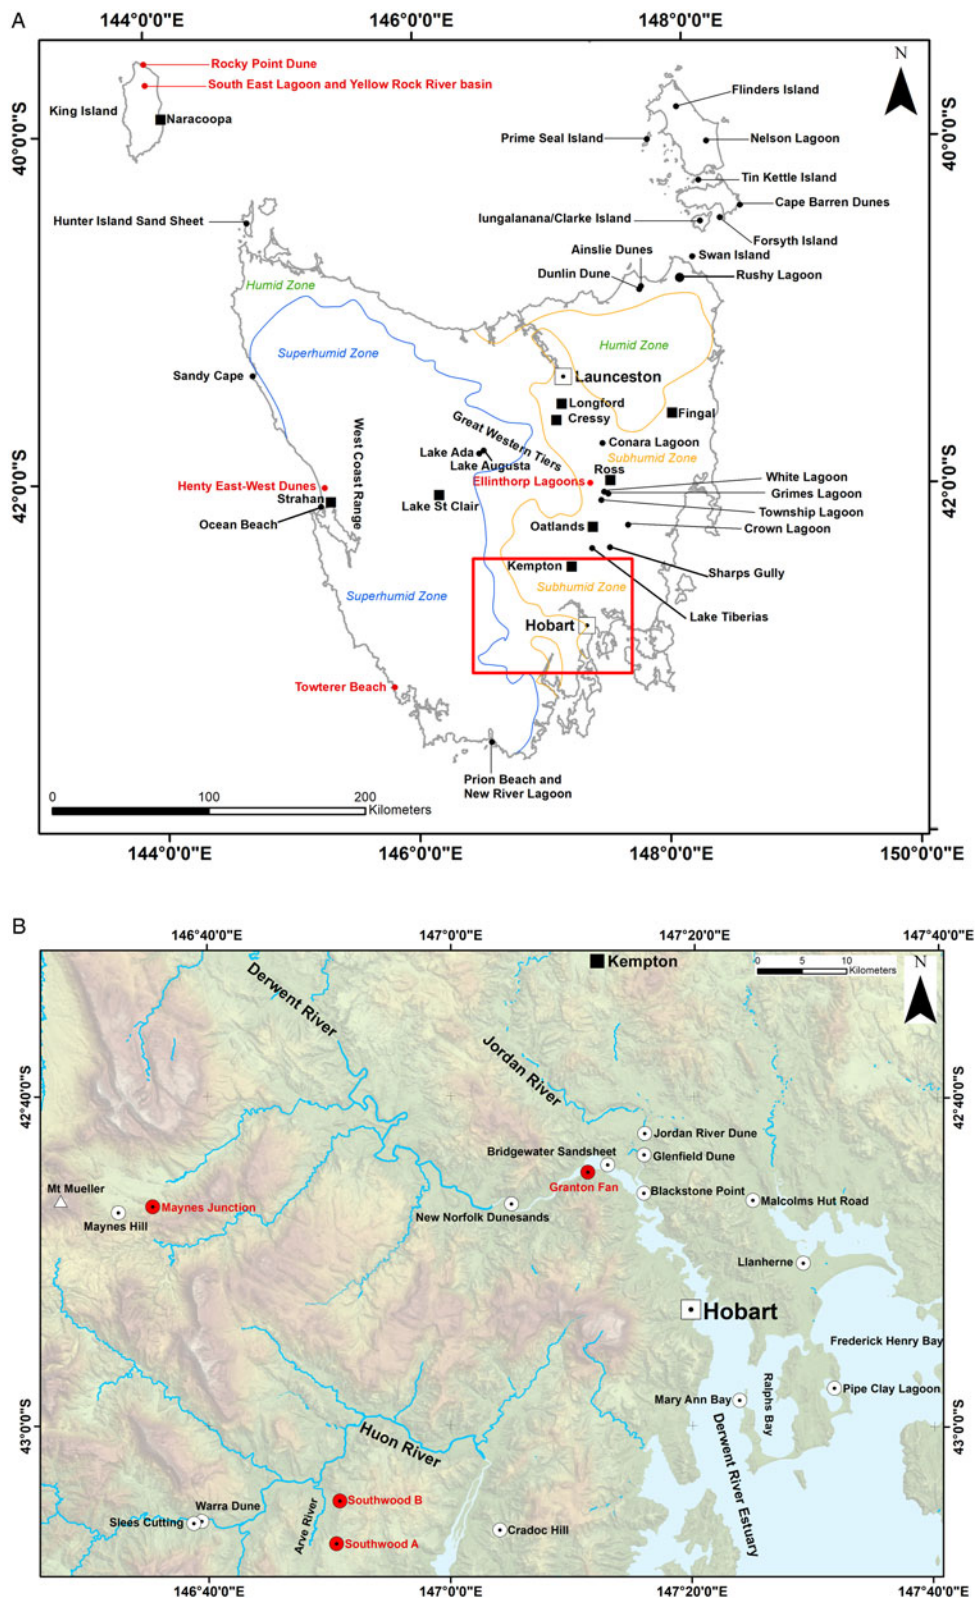 A
144°0'0"E
146°0'0"E
148°0'0"E
N
Rocky Point Dune
South East Lagoon and Yellow Rock River basin
King Island
Naracoopa
40°0'0"S
40°0'0"S
Flinders Island
Prime Seal Island
Nelson Lagoon
Tin Kettle Island
Cape Barren Dunes
Hunter Island Sand Sheet
lungalanana/Clarke Island
Forsyth Island
Ainslie Dunes
Swan Island
Dunlin Dune
Rushy Lagoon
Humid Zone
Superhumid Zone
Humid Zone
Sandy Cape
Launceston
Longford
Cressy
Fingal
West Coast Range
Great Western Tiers
Conara Lagoon
Lake Ada
Lake Augusta
Subhumid Zone
Ross
Ellinthorp Lagoons
White Lagoon
42°0'0"S
42°0'0"S
Henty East-West Dunes
Grimes Lagoon
Strahan
Lake St Clair
Township Lagoon
Ocean Beach
Oatlands
Crown Lagoon
Kempton
Sharps Gully
Superhumid Zone
Subhumid Zone
Lake Tiberias
Hobart
Towterer Beach
Prion Beach and
New River Lagoon
0
100
200
Kilometers
144°0'0"E
146°0'0"E
148°0'0"E
150°0'0"E
B
146°40'0"E
147°0'0"E
147°20'0"E
147°40'0"E
Kempton
0
5
10
Kilometers
N
Derwent River
Jordan River
42°40'0"S
42°40'0"S
Jordan River Dune
Bridgewater Sandsheet
Glenfield Dune
Granton Fan
Mt Mueller
Maynes Junction
Blackstone Point
Malcolms Hut Road
Maynes Hill
New Norfolk Dunesands
Llanherne
Hobart
Frederick Henry Bay
Ralphs Bay
Mary Ann Bay
Pipe Clay Lagoon
43°0'0"S
43°0'0"S
Huon River
Derwent River Estuary
Southwood B
Warra Dune
Slees Cutting
Arve River
Cradoc Hill
Southwood A
146°40'0"E
147°0'0"E
147°20'0"E
147°40'0"E